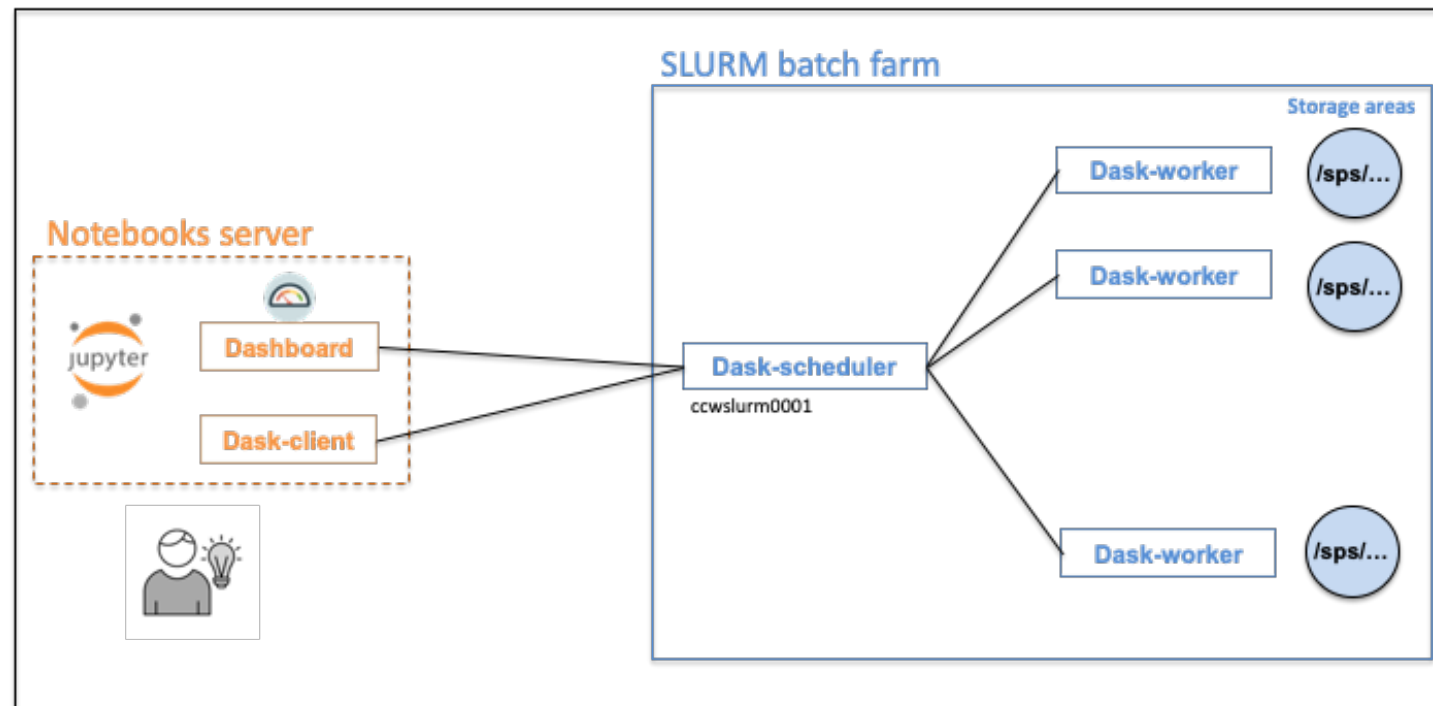 SLURM batch farm
Storage areas
Dask-worker
/sps/...
Notebooks server
Dask-worker
/sps/...
jupyter
Dashboard
Dask-scheduler
ccwslurm0001
Dask-client
Dask-worker
/sps/...